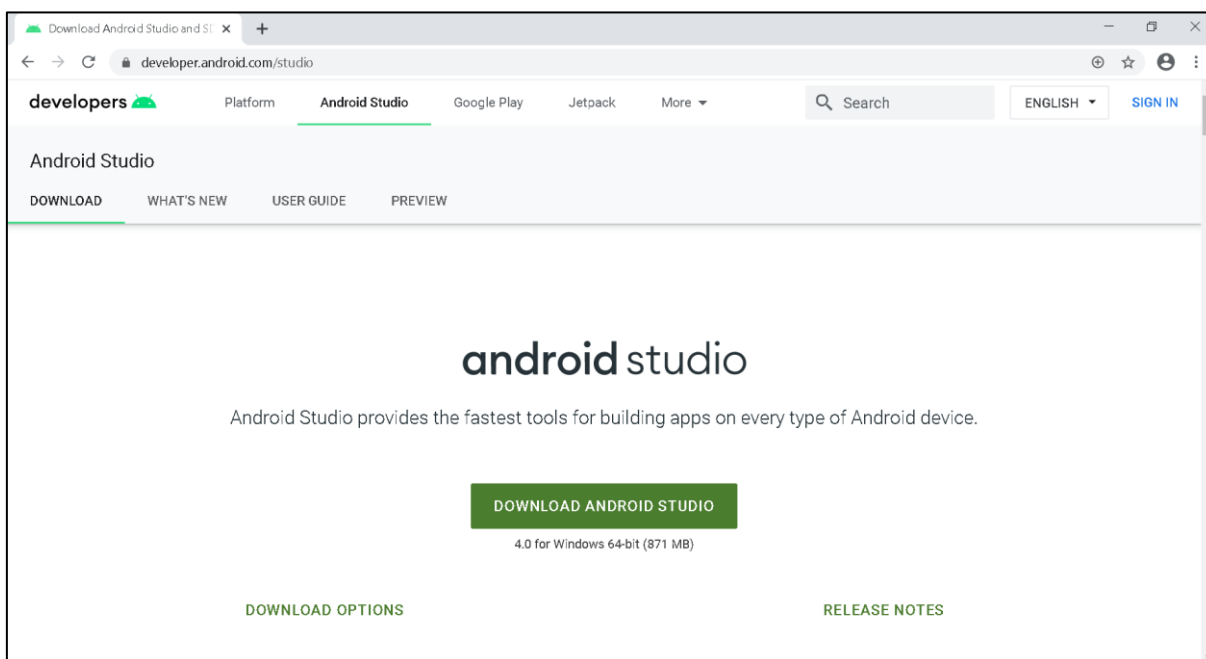 Download Android Studio and S
developer.android.com/studio
developers Platform Android Studio Google Play Jetpack More Search ENGLISH SIGN IN
Android Studio
DOWNLOAD WHAT'S NEW USER GUIDE PREVIEW
android studio
Android Studio provides the fastest tools for building apps on every type of Android device.
DOWNLOAD ANDROID STUDIO
4.0 for Windows 64-bit (871 MB)
DOWNLOAD OPTIONS RELEASE NOTES